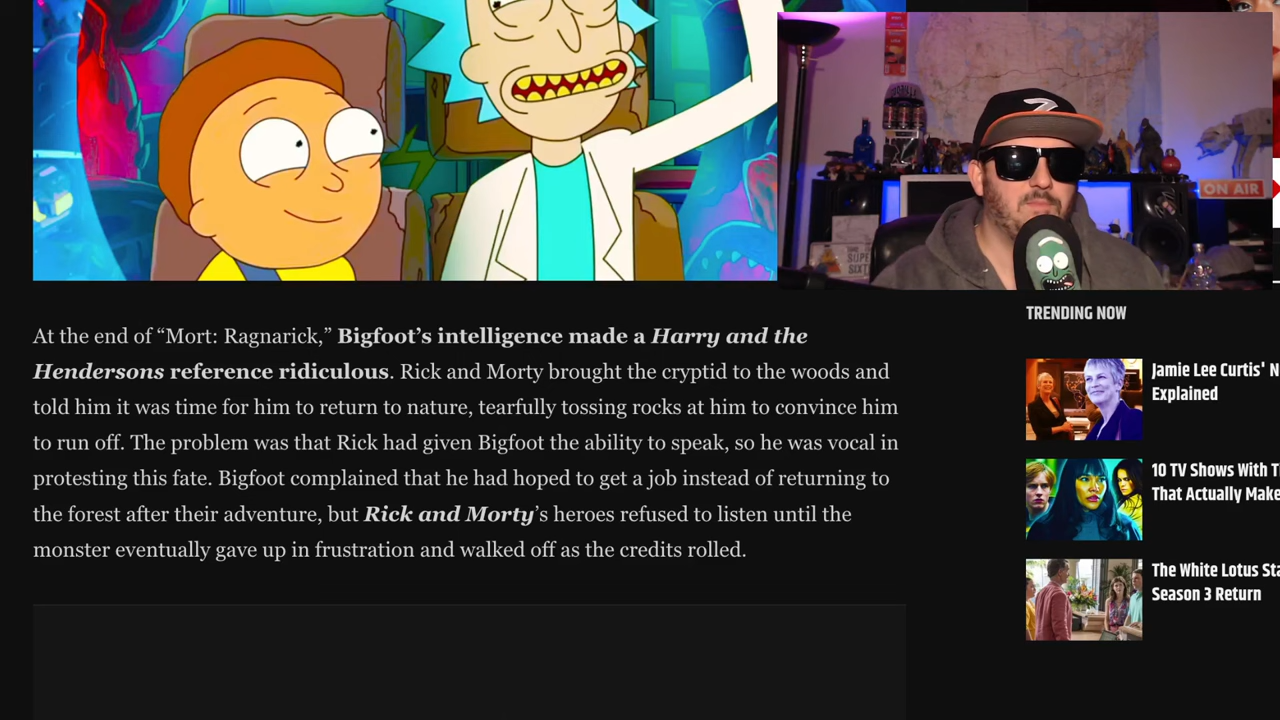 ON AIR
TRENDING NOW
At the end of “Mort: Ragnarick,” Bigfoot’s intelligence made a Harry and the
Hendersons reference ridiculous. Rick and Morty brought the cryptid to the woods and
told him it was time for him to return to nature, tearfully tossing rocks at him to convince him
to run off. The problem was that Rick had given Bigfoot the ability to speak, so he was vocal in
protesting this fate. Bigfoot complained that he had hoped to get a job instead of returning to
the forest after their adventure, but Rick and Morty’s heroes refused to listen until the
monster eventually gave up in frustration and walked off as the credits rolled.
Jamie Lee Curtis' N
Explained
10 TV Shows With T
That Actually Make
The White Lotus Sta
Season 3 Return